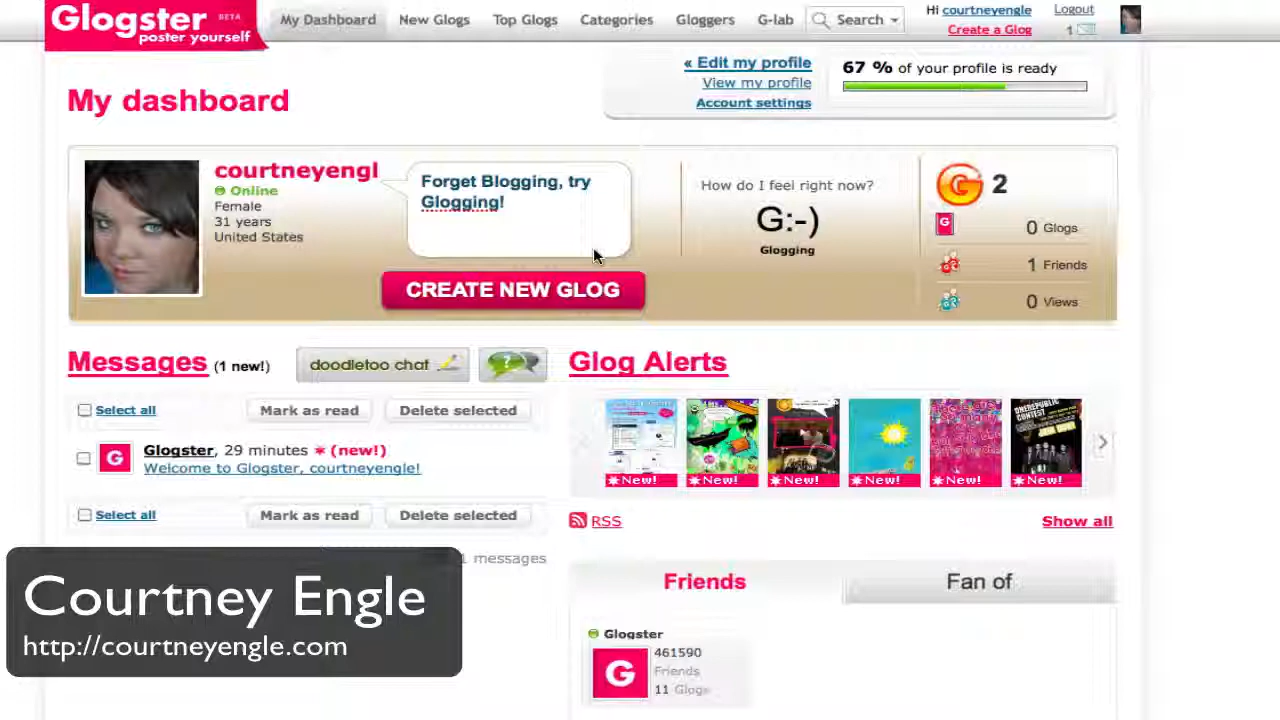 Glogster BETA
poster yourself
My Dashboard New Glogs Top Glogs Categories Gloggers G-lab Search
Hi courtneyengle Logout
Create a Glog 1
« Edit my profile
View my profile
Account settings
67 % of your profile is ready
My dashboard
courtneyengl
Online
Female
31 years
United States
Forget Blogging, try
Glogging!
CREATE NEW GLOG
How do I feel right now?
G:-)
Glogging
G 2
G 0 Glogs
1 Friends
0 Views
Messages (1 new!) doodletoo chat ?
Select all Mark as read Delete selected
G Glogster, 29 minutes (new!)
Welcome to Glogster, courtneyengle!
Select all Mark as read Delete selected
1 messages
Glog Alerts
ONEREPUBLIC
CONTEST
New! New! New! New! New! New!
RSS Show all
Friends Fan of
Glogster
G 461590
Friends
11 Glogs
Courtney Engle
http://courtneyengle.com